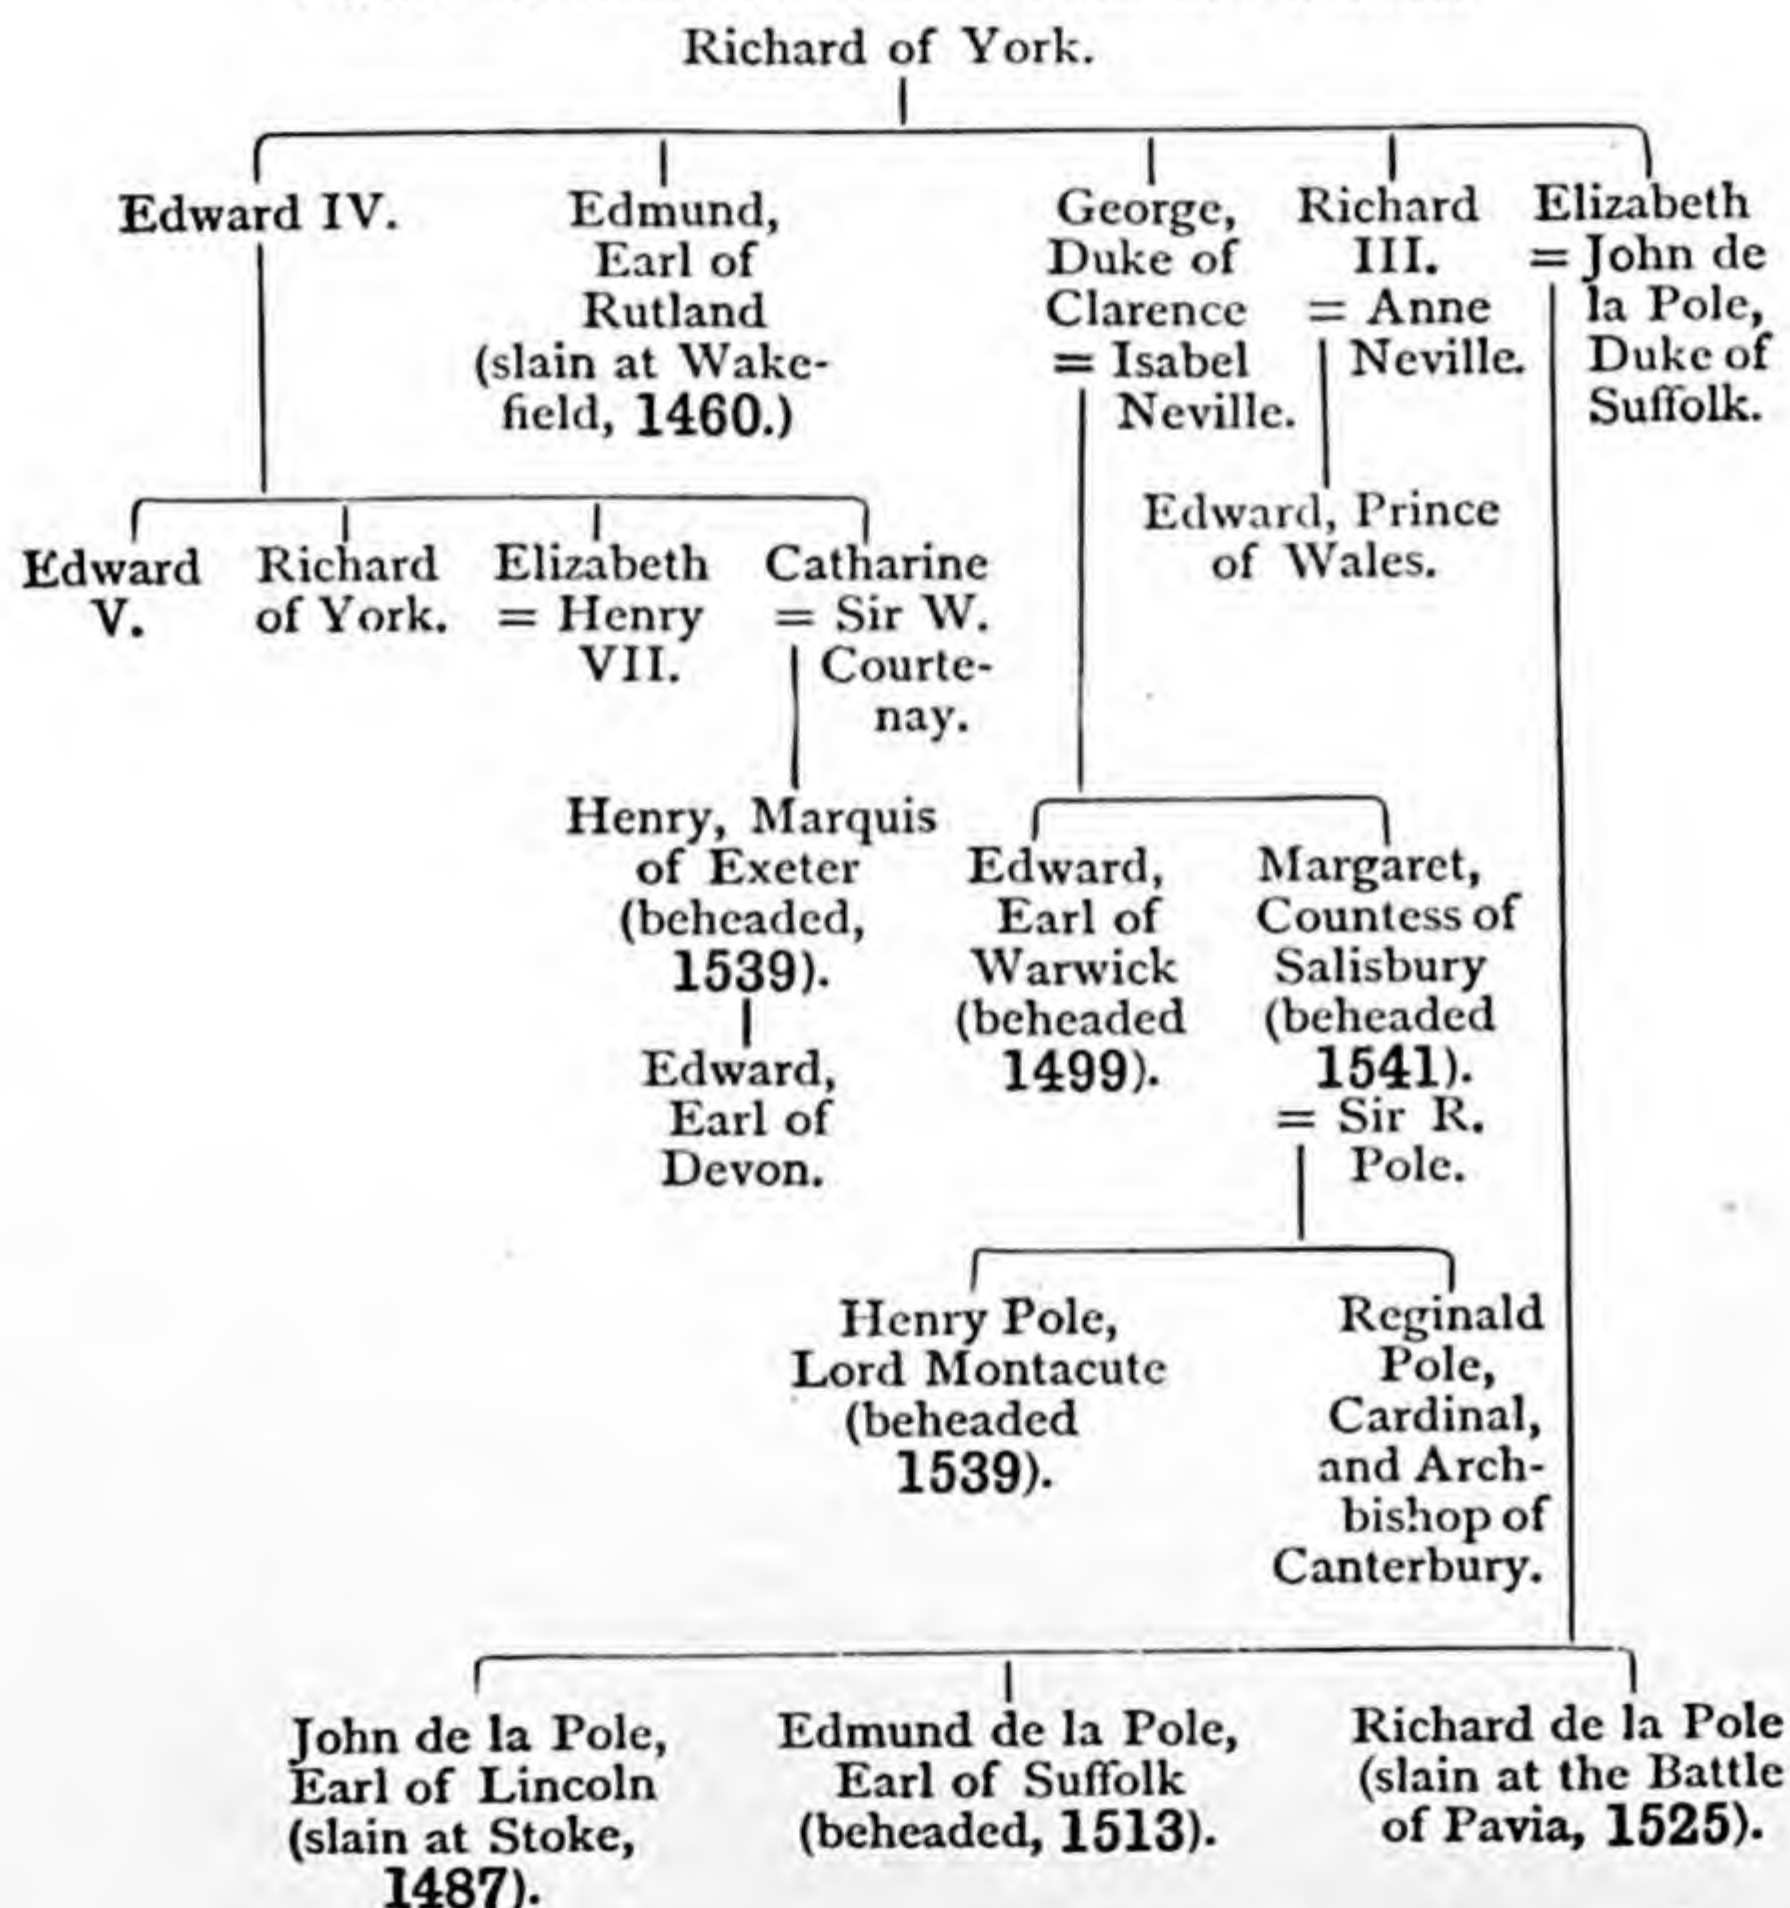 Richard of York.
Edward IV.
Edmund,
Earl of
Rutland
(slain at Wake-
field, 1460.)
George,
Duke of
Clarence
= Isabel
Neville.
Richard
III.
= Anne
Neville.
Elizabeth
= John de
la Pole,
Duke of
Suffolk.
Edward
V.
Richard
of York.
Elizabeth
= Henry
VII.
Catharine
= Sir W.
Courte-
nay.
Edward, Prince
of Wales.
Henry, Marquis
of Exeter
(beheaded,
1539).
Edward,
Earl of
Devon.
Edward,
Earl of
Warwick
(beheaded
1499).
Margaret,
Countess of
Salisbury
(beheaded
1541).
= Sir R.
Pole.
Henry Pole,
Lord Montacute
(beheaded
1539).
Reginald
Pole,
Cardinal,
and Arch-
bishop of
Canterbury.
John de la Pole,
Earl of Lincoln
(slain at Stoke,
1487).
Edmund de la Pole,
Earl of Suffolk
(beheaded, 1513).
Richard de la Pole
(slain at the Battle
of Pavia, 1525).